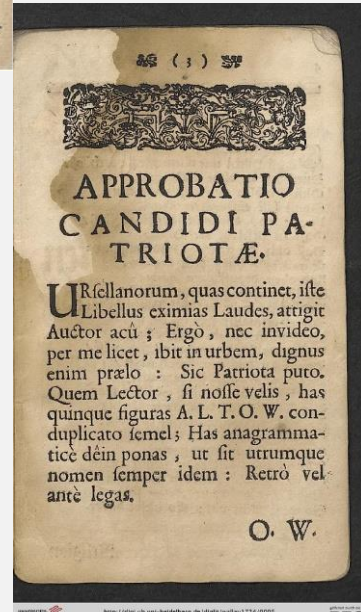 ( 3 )
APPROBATIO
CANDIDI PA-
TRIOTÆ.
URſellanorum, quas continet, iſte
Libellus eximias Laudes, attigit
Auctor acû ; Ergò, nec invideo,
per me licet, ibit in urbem, dignus
enim prælo : Sic Patriota puto.
Quem Lector, ſi noſſe velis, has
quinque figuras A. L. T. O. W. con-
duplicato ſemel ; Has anagramma-
ticè dêin ponas, ut ſit utrumque
nomen ſemper idem : Retrò vel
antè legas.
O. W.